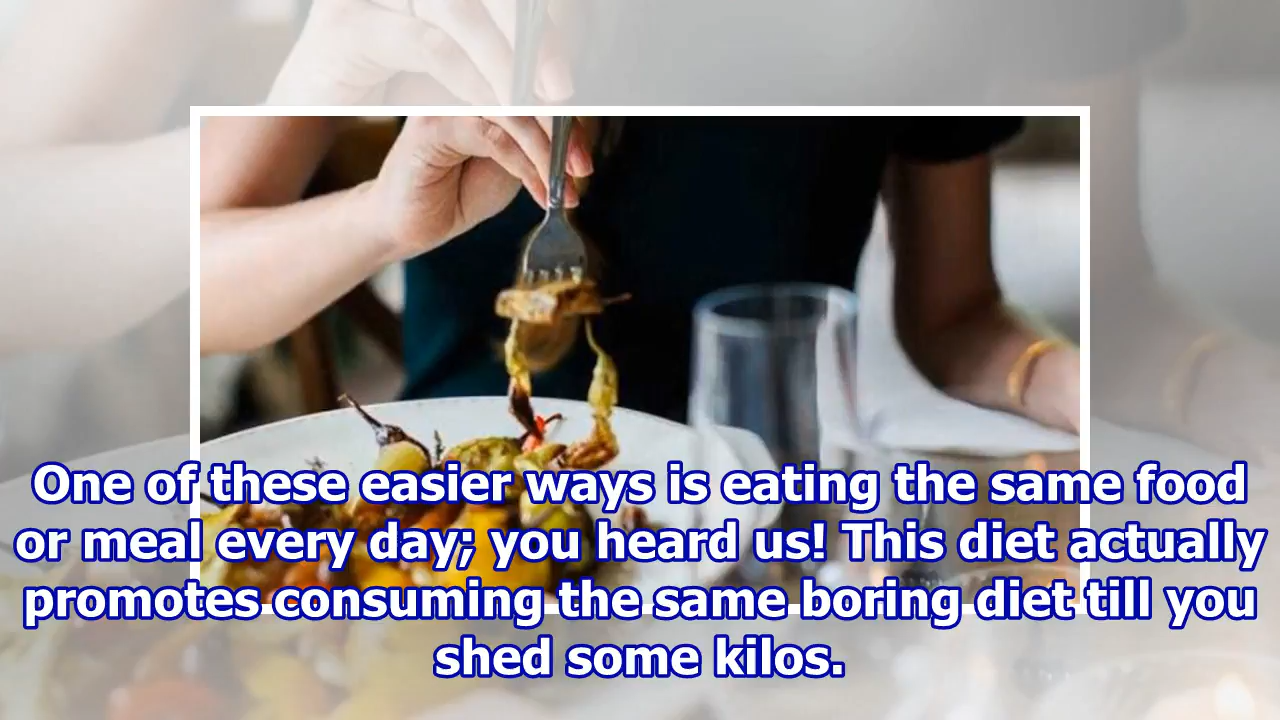 One of these easier ways is eating the same food
or meal every day; you heard us! This diet actually
promotes consuming the same boring diet till you
shed some kilos.